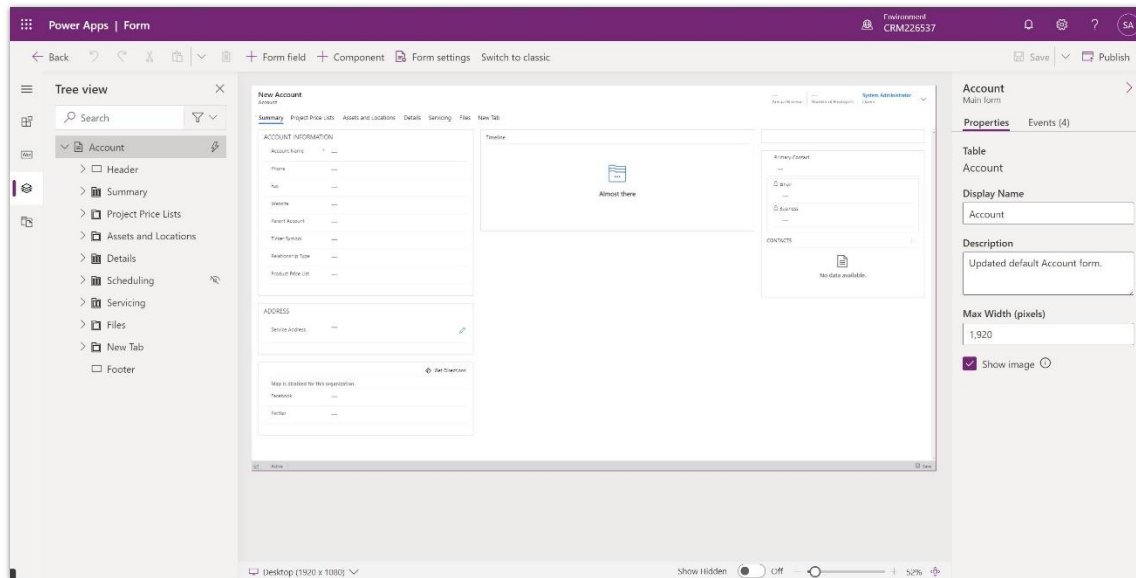 Power Apps | Form
Environment
CRM226537
SA
Back
Form field
Component
Form settings
Switch to classic
Save
Publish
Tree view
Search
Account
Header
Summary
Project Price Lists
Assets and Locations
Details
Scheduling
Servicing
Files
New Tab
Footer
New Account
Account
Annual Revenue
Number of Employees
System Administrator
Owner
Summary Project Price Lists Assets and Locations Details Servicing Files New Tab
ACCOUNT INFORMATION
Account Name * ---
Phone ---
Fax ---
Website ---
Parent Account ---
Ticker Symbol ---
Relationship Type ---
Product Price List ---
ADDRESS
Service Address ---
Get Directions
Map is disabled for this organization.
Facebook ---
Twitter ---
Timeline
Almost there
Primary Contact
---
Email
---
Business
---
CONTACTS
No data available.
Active
Save
Desktop (1920 x 1080)
Show Hidden
Off
52%
Account
Main form
Properties Events (4)
Table
Account
Display Name
Account
Description
Updated default Account form.
Max Width (pixels)
1,920
Show image